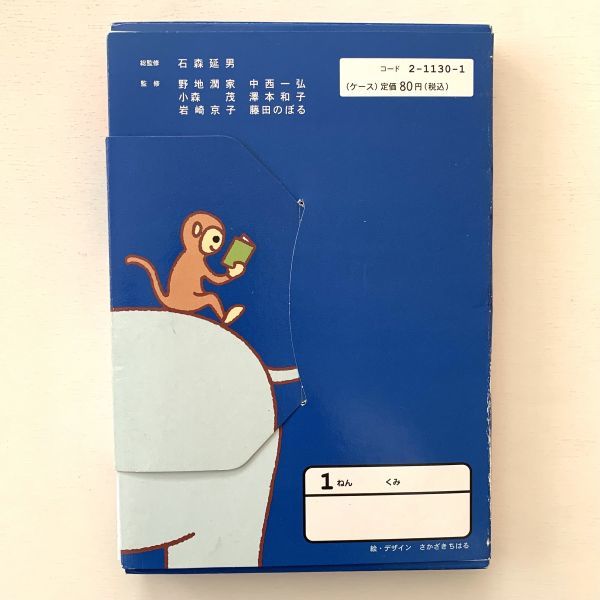 総監修 石森延男
監修 野地潤家 中西一弘
小森 茂 澤本和子
岩崎京子 藤田のぼる
コード 2-1130-1
(ケース)定価80円(税込)
1ねん くみ
絵・デザイン さかざきちはる